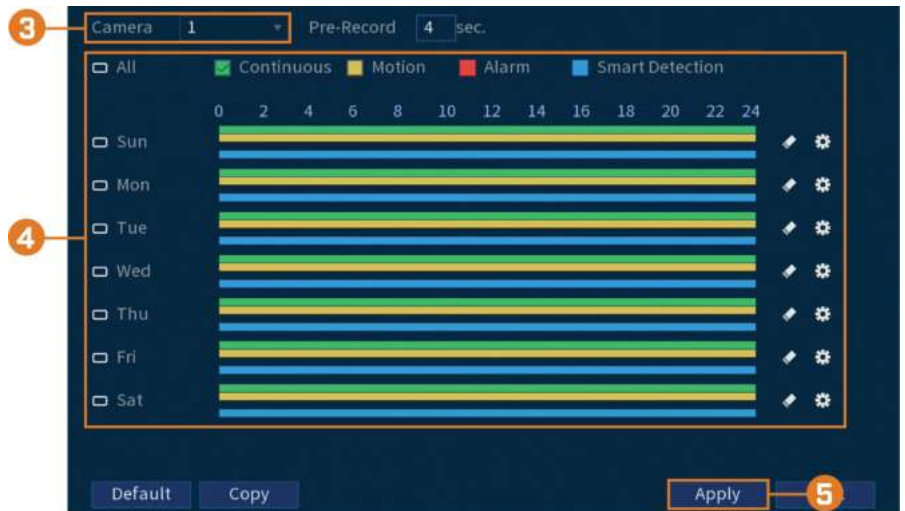 3 Camera 1 Pre-Record 4 sec.
All Continuous Motion Alarm Smart Detection
0 2 4 6 8 10 12 14 16 18 20 22 24
Sun
Mon
4 Tue
Wed
Thu
Fri
Sat
Default Copy Apply 5